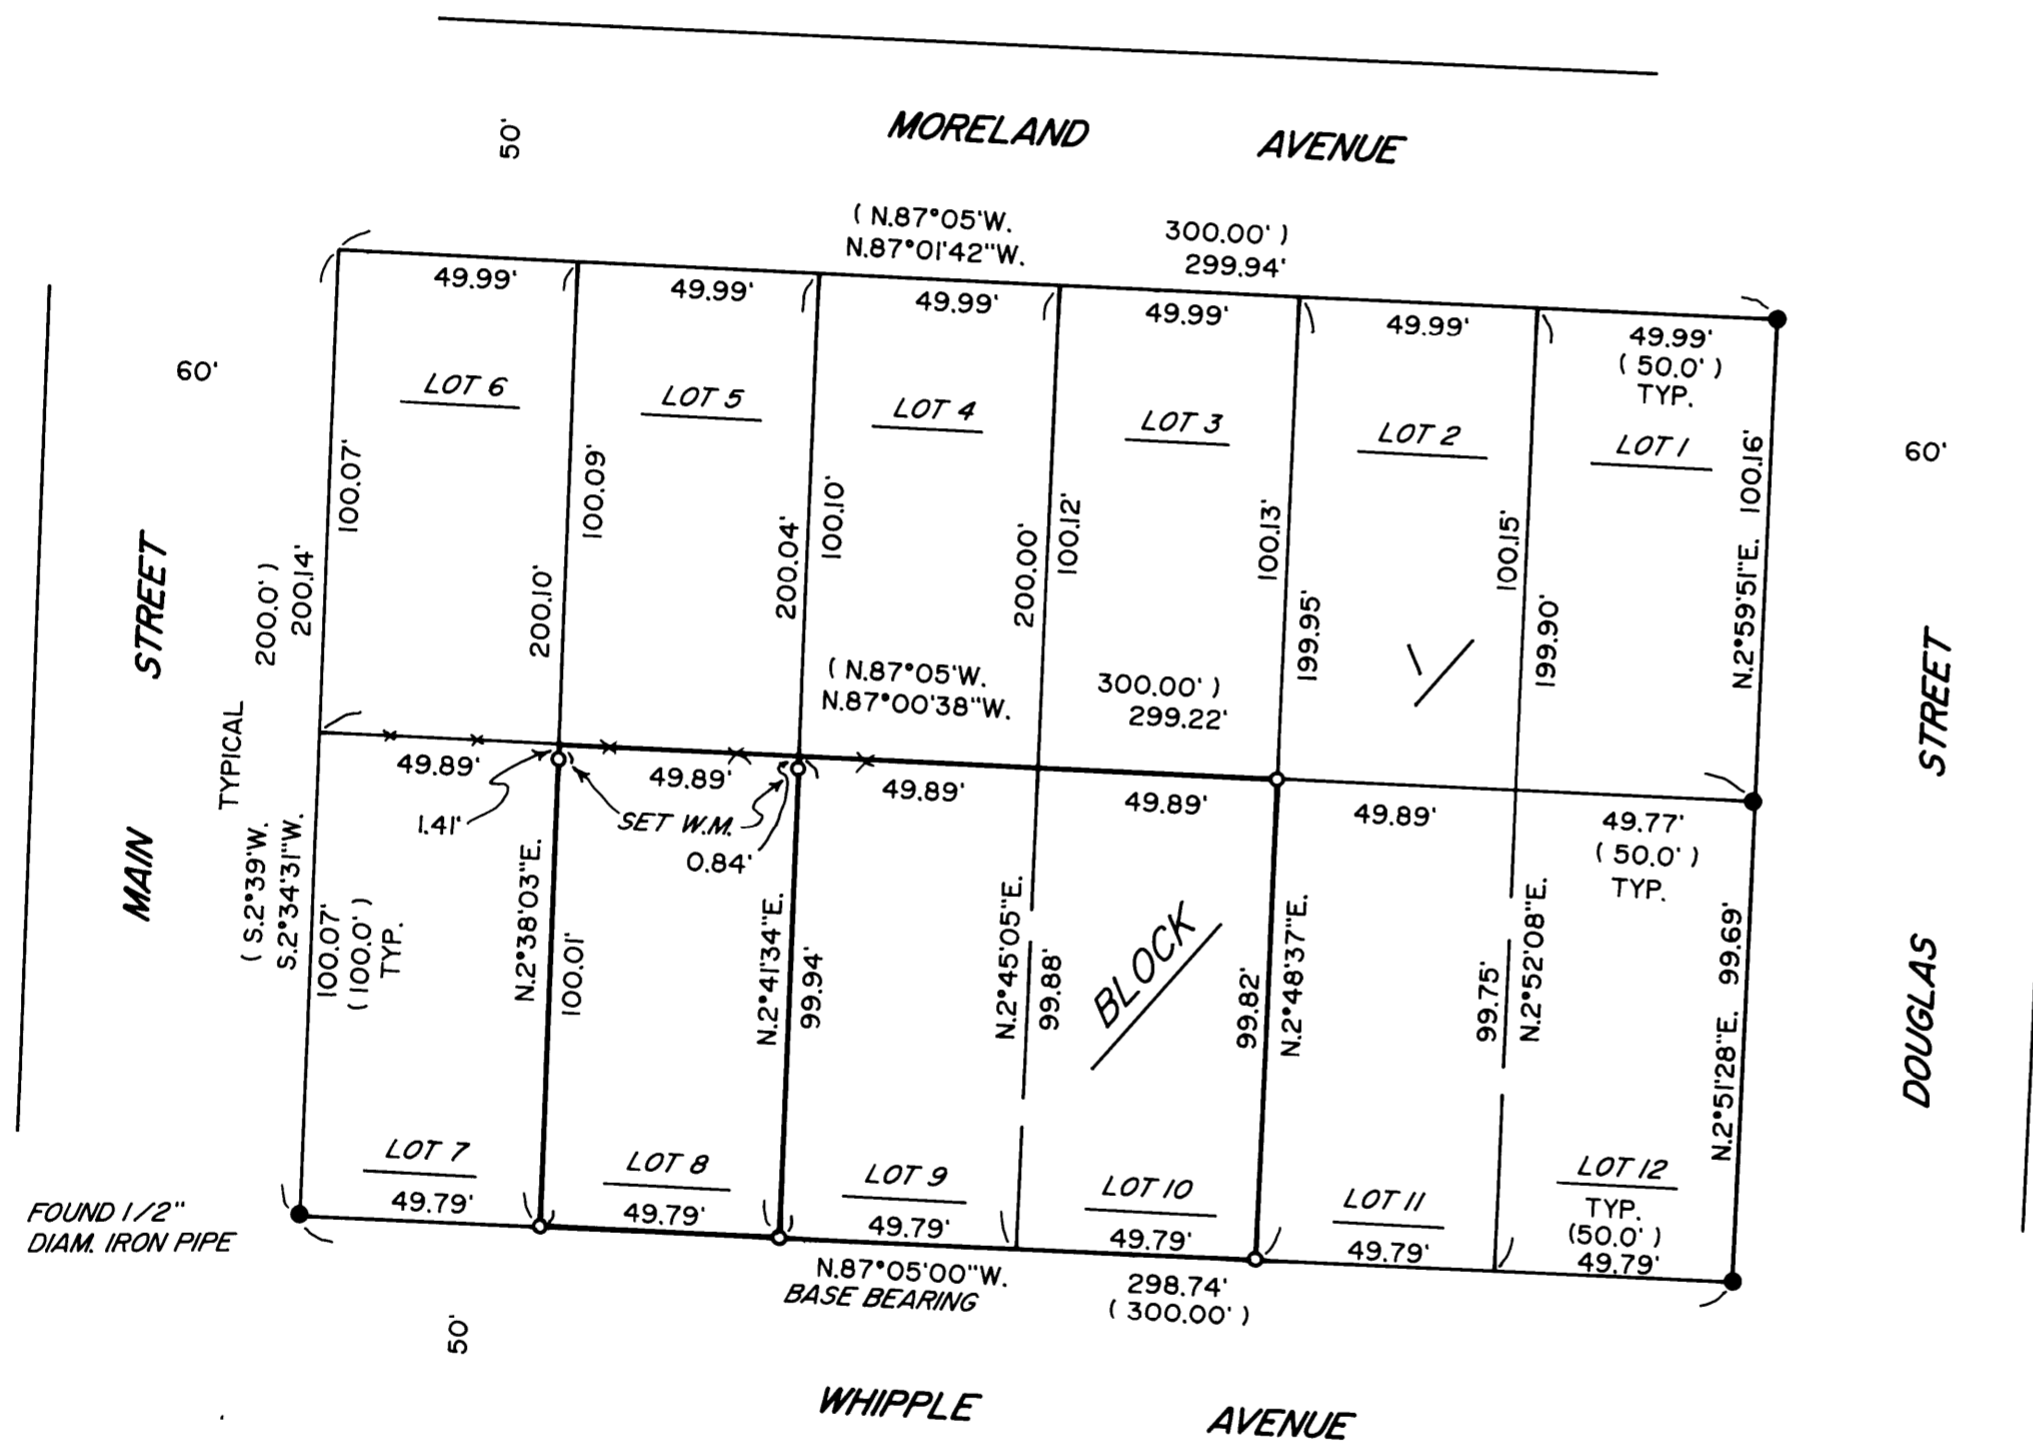 MORELAND AVENUE
50'
( N.87°05'W. 300.00' )
N.87°01'42"W. 299.94'
49.99'
49.99'
49.99'
49.99'
49.99'
49.99'
( 50.0' )
TYP.
60'
60'
LOT 6
LOT 5
LOT 4
LOT 3
LOT 2
LOT 1
100.07'
100.09'
100.10'
100.12'
100.13'
100.15'
N.2°59'51"E. 100.16'
200.0' )
200.14'
200.10'
200.04'
200.00'
199.95'
199.90'
MAIN STREET
DOUGLAS STREET
TYPICAL
( S.2°39'W.
S.2°34'31"W.
( N.87°05'W. 300.00' )
N.87°00'38"W. 299.22'
49.89'
49.89'
49.89'
49.89'
49.89'
49.77'
( 50.0' )
TYP.
1.41'
SET W.M.
0.84'
100.07'
(100.0' )
TYP.
N.2°38'03"E.
100.01'
N.2°41'34"E.
99.94'
N.2°45'05"E.
99.88'
BLOCK
99.82'
N.2°48'37"E.
99.75'
N.2°52'08"E.
N.2°51'28"E. 99.69'
LOT 7
LOT 8
LOT 9
LOT 10
LOT 11
LOT 12
TYP.
(50.0' )
49.79'
49.79'
49.79'
49.79'
49.79'
49.79'
FOUND 1/2"
DIAM. IRON PIPE
N.87°05'00"W. 298.74'
BASE BEARING ( 300.00' )
50'
WHIPPLE AVENUE